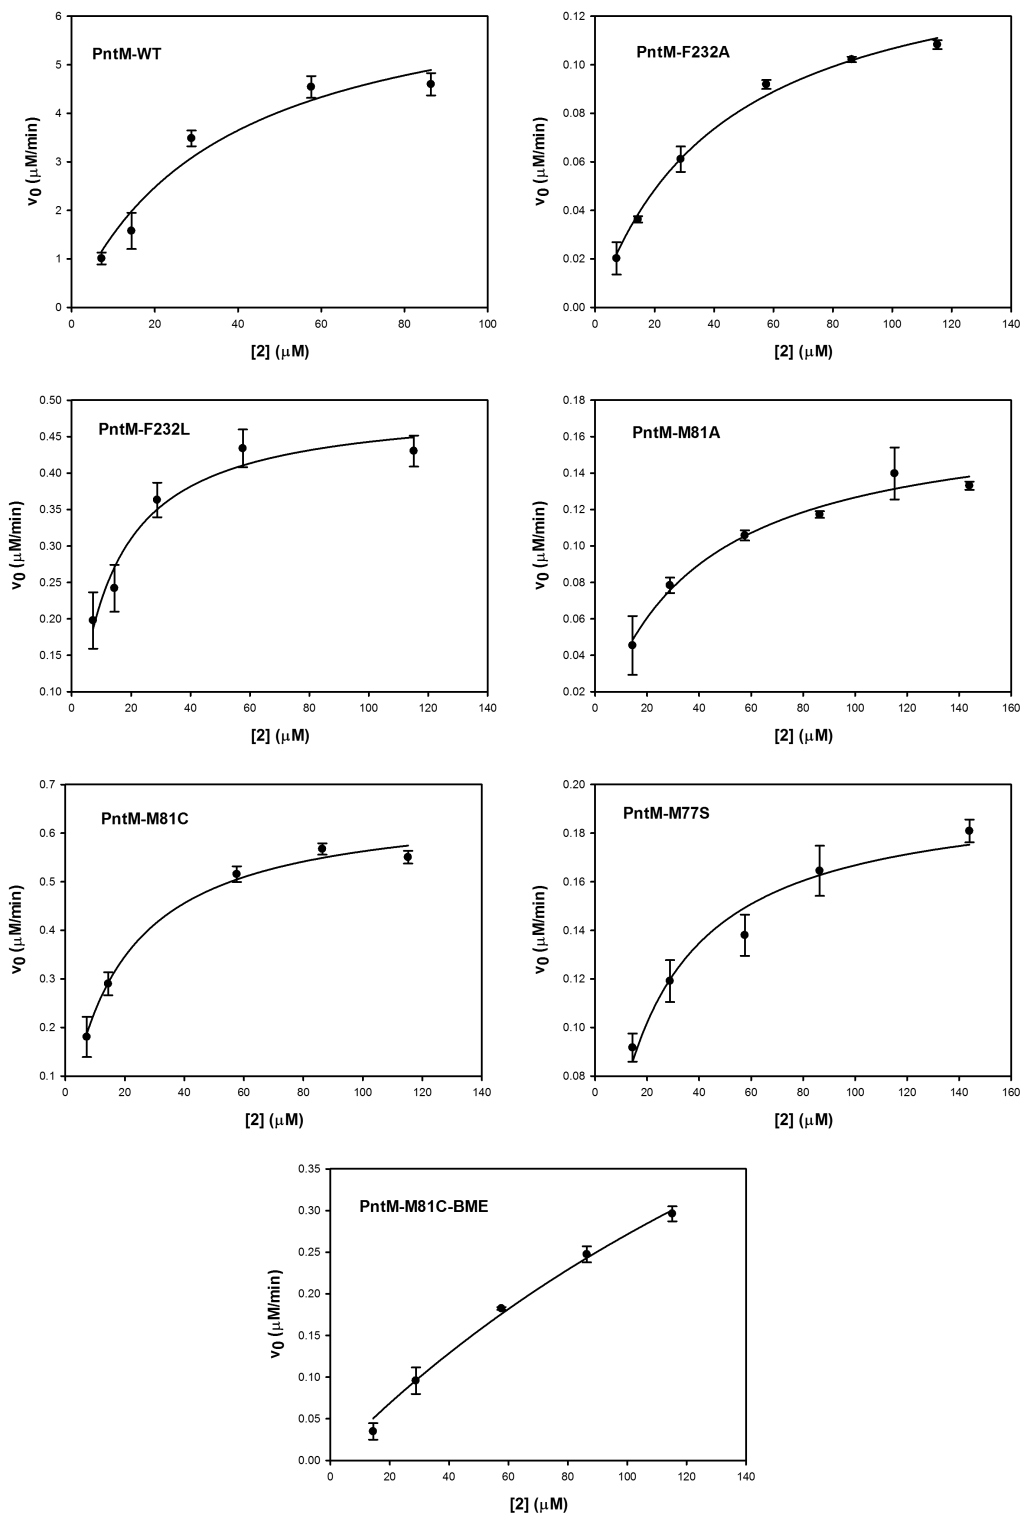 PntM-WT
v0 (μM/min)
6
5
4
3
2
1
0
0 20 40 60 80 100
[2] (μM)
PntM-F232A
v0 (μM/min)
0.12
0.10
0.08
0.06
0.04
0.02
0.00
0 20 40 60 80 100 120 140
[2] (μM)
PntM-F232L
v0 (μM/min)
0.50
0.45
0.40
0.35
0.30
0.25
0.20
0.15
0.10
0 20 40 60 80 100 120 140
[2] (μM)
PntM-M81A
v0 (μM/min)
0.18
0.16
0.14
0.12
0.10
0.08
0.06
0.04
0.02
0 20 40 60 80 100 120 140 160
[2] (μM)
PntM-M81C
v0 (μM/min)
0.7
0.6
0.5
0.4
0.3
0.2
0.1
0 20 40 60 80 100 120 140
[2] (μM)
PntM-M77S
v0 (μM/min)
0.20
0.18
0.16
0.14
0.12
0.10
0.08
0 20 40 60 80 100 120 140 160
[2] (μM)
PntM-M81C-BME
v0 (μM/min)
0.35
0.30
0.25
0.20
0.15
0.10
0.05
0.00
0 20 40 60 80 100 120 140
[2] (μM)